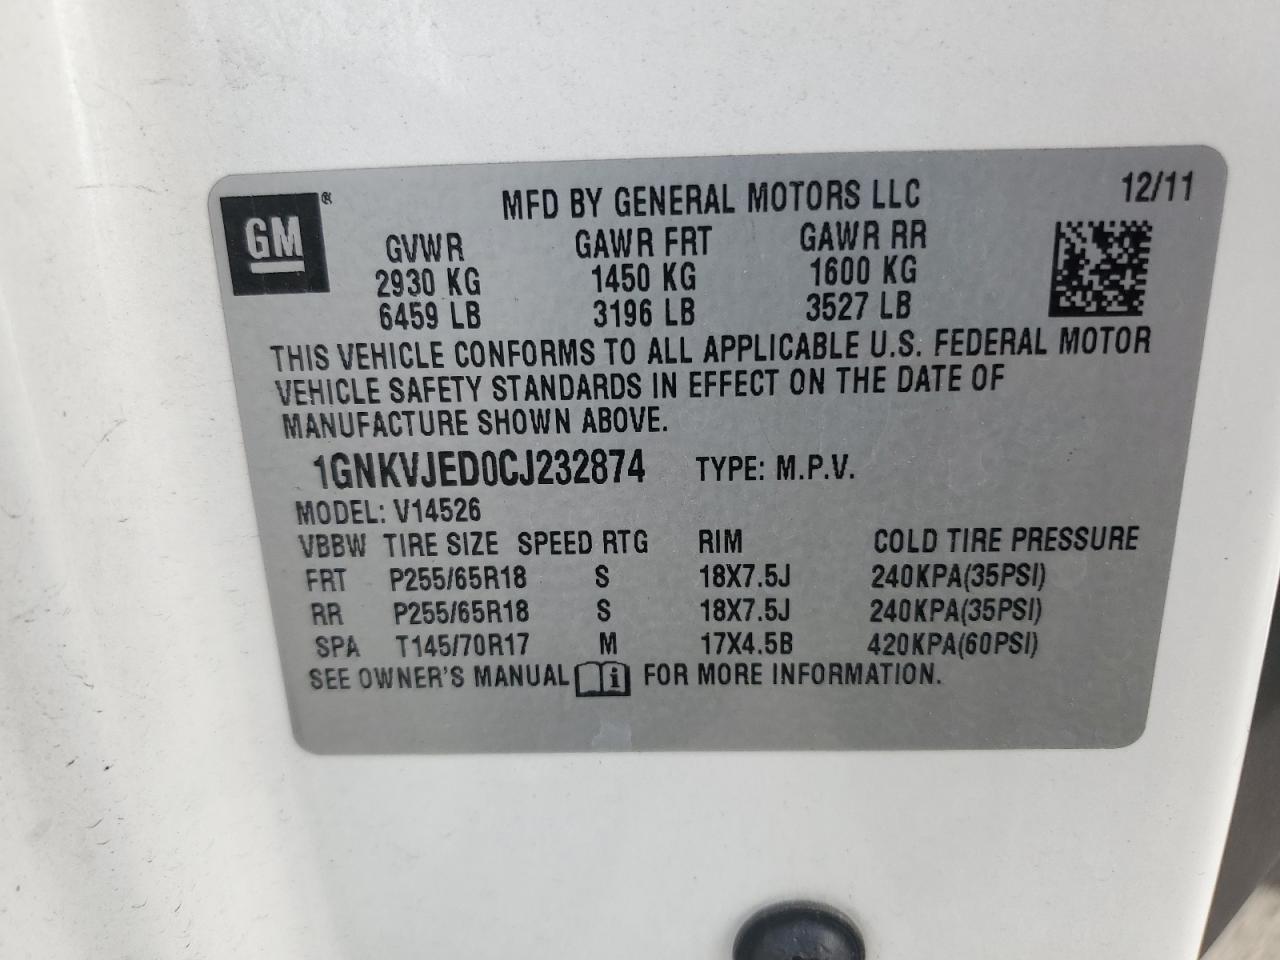 GM®
MFD BY GENERAL MOTORS LLC 12/11
GVWR GAWR FRT GAWR RR
2930 KG 1450 KG 1600 KG
6459 LB 3196 LB 3527 LB
THIS VEHICLE CONFORMS TO ALL APPLICABLE U.S. FEDERAL MOTOR
VEHICLE SAFETY STANDARDS IN EFFECT ON THE DATE OF
MANUFACTURE SHOWN ABOVE.
1GNKVJED0CJ232874 TYPE: M.P.V.
MODEL: V14526
VBBW TIRE SIZE SPEED RTG RIM COLD TIRE PRESSURE
FRT P255/65R18 S 18X7.5J 240KPA(35PSI)
RR P255/65R18 S 18X7.5J 240KPA(35PSI)
SPA T145/70R17 M 17X4.5B 420KPA(60PSI)
SEE OWNER'S MANUAL i FOR MORE INFORMATION.